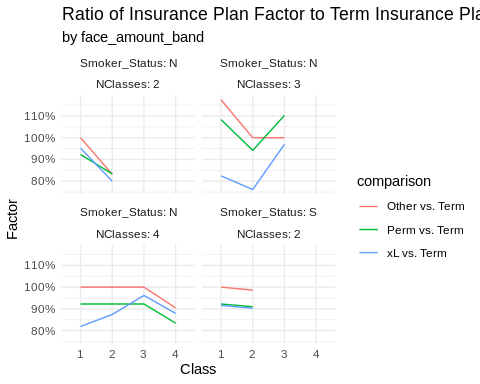 Ratio of Insurance Plan Factor to Term Insurance
by face_amount_band
Smoker_Status: N
Smoker_Status: N
NClasses: 2
NClasses: 3
110%
100%
90%
80%
Smoker_Status: N
Smoker_Status: S
NClasses: 4
NClasses: 2
110%
100%
90%
80%
1 2 3 4
1 2 3 4
Class
Factor
comparison
Other vs. Term
Perm vs. Term
xL vs. Term